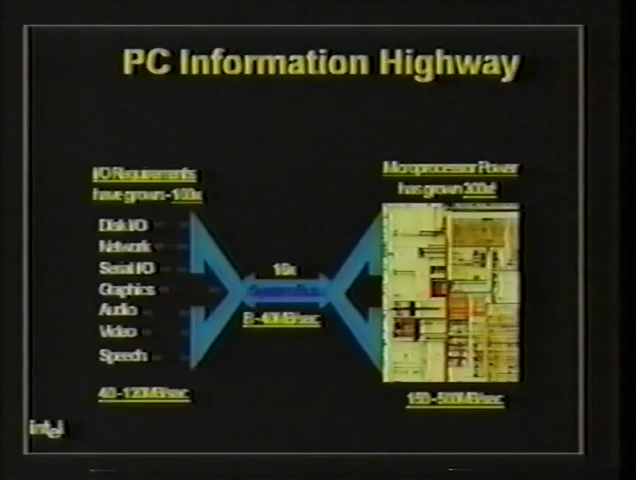 PC Information Highway
I/O Requirements
have grown - 100x
Microprocessor Power
has grown 300x!
Disk I/O
Network
Serial I/O
Graphics
Audio
Video
Speech
16x
8 - 40MB/sec
40 - 120MB/sec
150 - 500MB/sec
intel